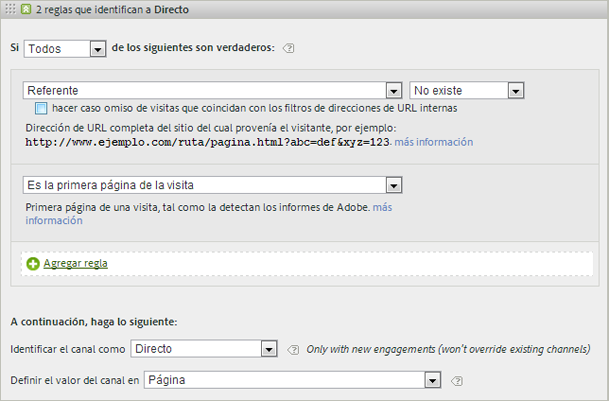 2 reglas que identifican a Directo
Si Todos de los siguientes son verdaderos: ?
Referente No existe
hacer caso omiso de visitas que coincidan con los filtros de direcciones de URL internas
Dirección de URL completa del sitio del cual provenía el visitante, por ejemplo:
http://www.ejemplo.com/ruta/pagina.html?abc=def&xyz=123. más información
Es la primera página de la visita
Primera página de una visita, tal como la detectan los informes de Adobe. más
información
Agregar regla
A continuación, haga lo siguiente:
Identificar el canal como Directo ? Only with new engagements (won't override existing channels)
Definir el valor del canal en Página ?